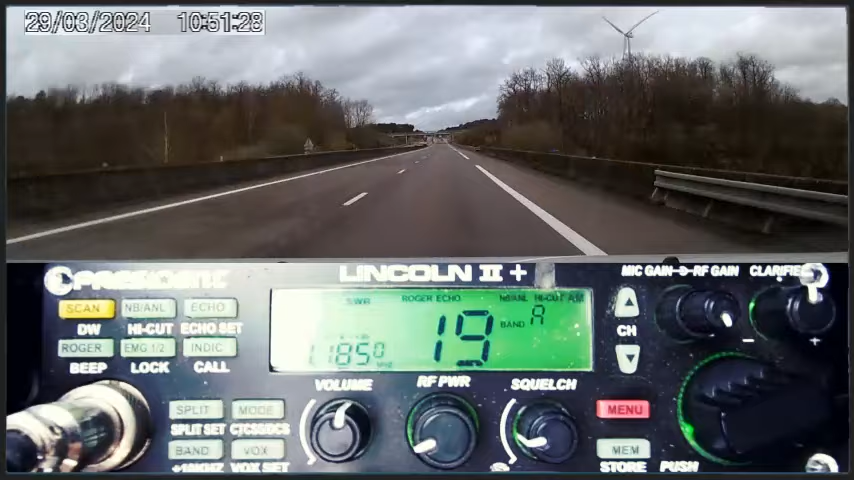 29/03/2024 10:51:28
PRESIDENT LINCOLN II + MIC GAIN RF GAIN CLARIFIER
SCAN NB/ANL ECHO
DW HI-CUT ECHO SET
ROGER EMG 1/2 INDIC
BEEP LOCK CALL
SWR ROGER ECHO NB/ANL HI-CUT AM
19 BAND A
CH
VOLUME RF PWR SQUELCH
SPLIT MODE MENU
SPLIT SET CTCSS/DCS
BAND VOX MEM
+10KHZ VOX SET STORE PUSH